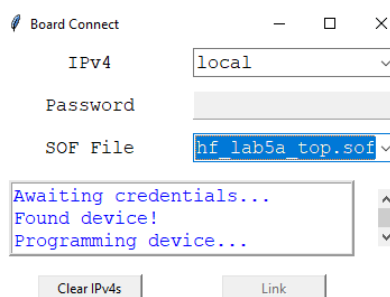 Board Connect
IPv4 local
Password
SOF File hf_lab5a_top.sof
Awaiting credentials...
Found device!
Programming device...
Clear IPv4s Link